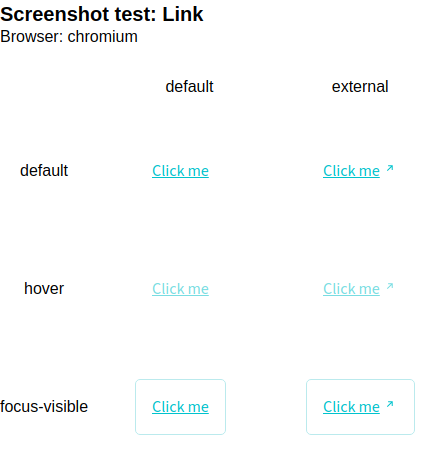 Screenshot test: Link
Browser: chromium
default external
default Click me Click me ↗
hover Click me Click me ↗
focus-visible Click me Click me ↗